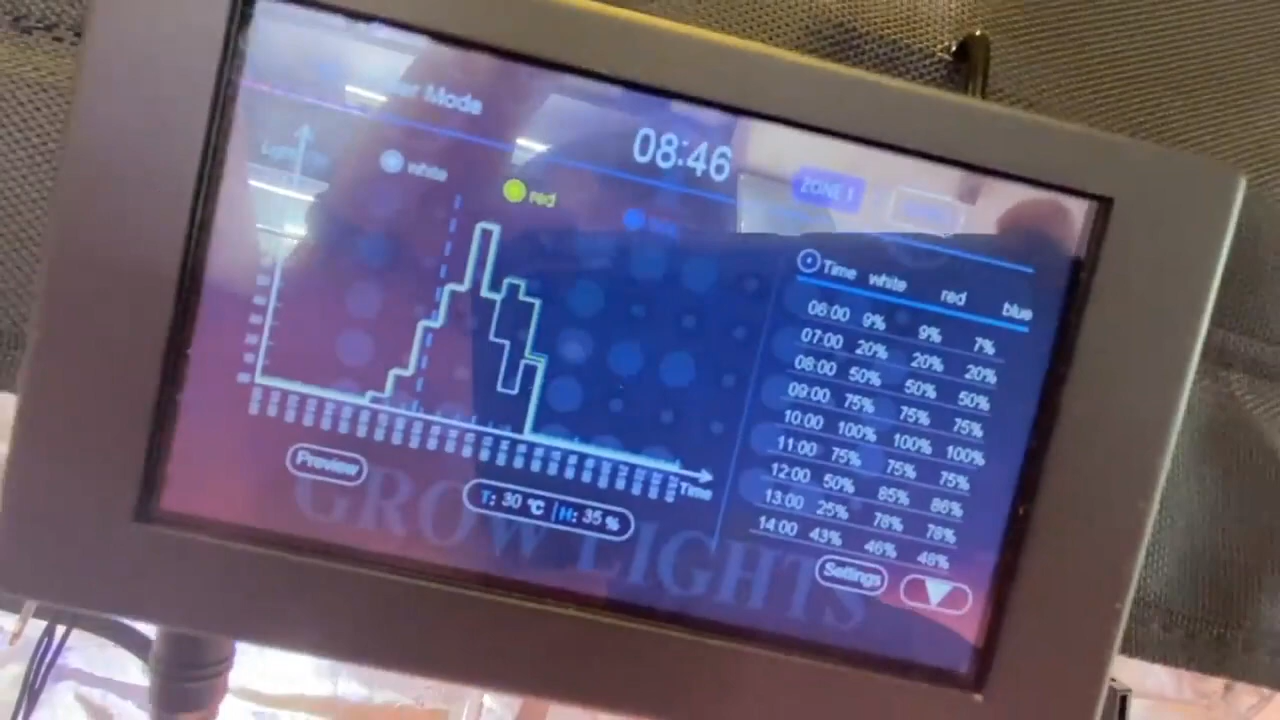 Mode
08:46
ZONE 1
white
red
Time white red blue
06:00 9% 9% 7%
07:00 20% 20% 20%
08:00 50% 50% 50%
09:00 75% 75% 75%
10:00 100% 100% 100%
11:00 75% 75% 75%
12:00 50% 85% 86%
13:00 25% 78% 78%
14:00 43% 46% 48%
Time
Preview
T: 30 ℃ | H: 35 %
Settings
GROW LIGHTS